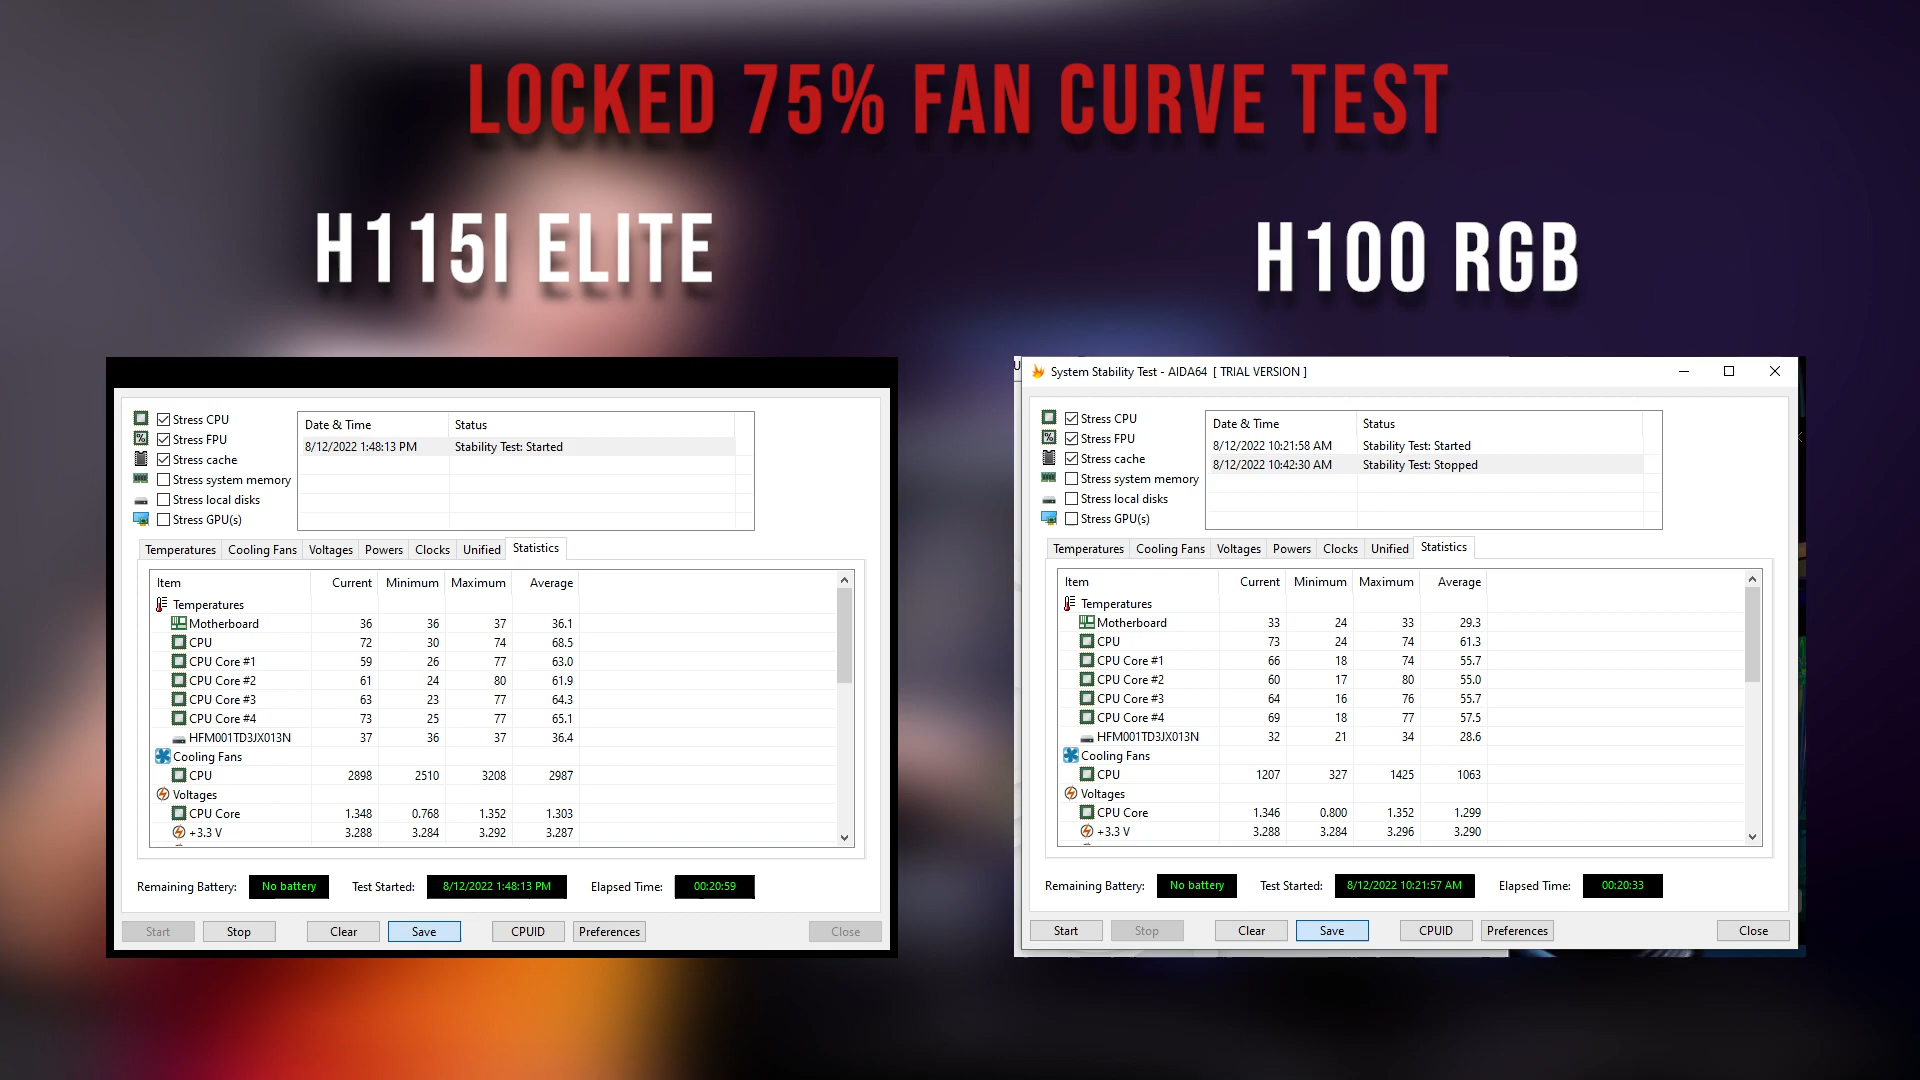 LOCKED 75% FAN CURVE TEST
H115I ELITE
H100 RGB
Stress CPU
Stress FPU
Stress cache
Stress system memory
Stress local disks
Stress GPU(s)
Date & Time Status
8/12/2022 1:48:13 PM Stability Test: Started
Temperatures Cooling Fans Voltages Powers Clocks Unified Statistics
Item Current Minimum Maximum Average
Temperatures
Motherboard 36 36 37 36.1
CPU 72 30 74 68.5
CPU Core #1 59 26 77 63.0
CPU Core #2 61 24 80 61.9
CPU Core #3 63 23 77 64.3
CPU Core #4 73 25 77 65.1
HFM001TD3JX013N 37 36 37 36.4
Cooling Fans
CPU 2898 2510 3208 2987
Voltages
CPU Core 1.348 0.768 1.352 1.303
+3.3 V 3.288 3.284 3.292 3.287
Remaining Battery: No battery Test Started: 8/12/2022 1:48:13 PM Elapsed Time: 00:20:59
Start Stop Clear Save CPUID Preferences Close
System Stability Test - AIDA64 [ TRIAL VERSION ]
Stress CPU
Stress FPU
Stress cache
Stress system memory
Stress local disks
Stress GPU(s)
Date & Time Status
8/12/2022 10:21:58 AM Stability Test: Started
8/12/2022 10:42:30 AM Stability Test: Stopped
Temperatures Cooling Fans Voltages Powers Clocks Unified Statistics
Item Current Minimum Maximum Average
Temperatures
Motherboard 33 24 33 29.3
CPU 73 24 74 61.3
CPU Core #1 66 18 74 55.7
CPU Core #2 60 17 80 55.0
CPU Core #3 64 16 76 55.7
CPU Core #4 69 18 77 57.5
HFM001TD3JX013N 32 21 34 28.6
Cooling Fans
CPU 1207 327 1425 1063
Voltages
CPU Core 1.346 0.800 1.352 1.299
+3.3 V 3.288 3.284 3.296 3.290
Remaining Battery: No battery Test Started: 8/12/2022 10:21:57 AM Elapsed Time: 00:20:33
Start Stop Clear Save CPUID Preferences Close